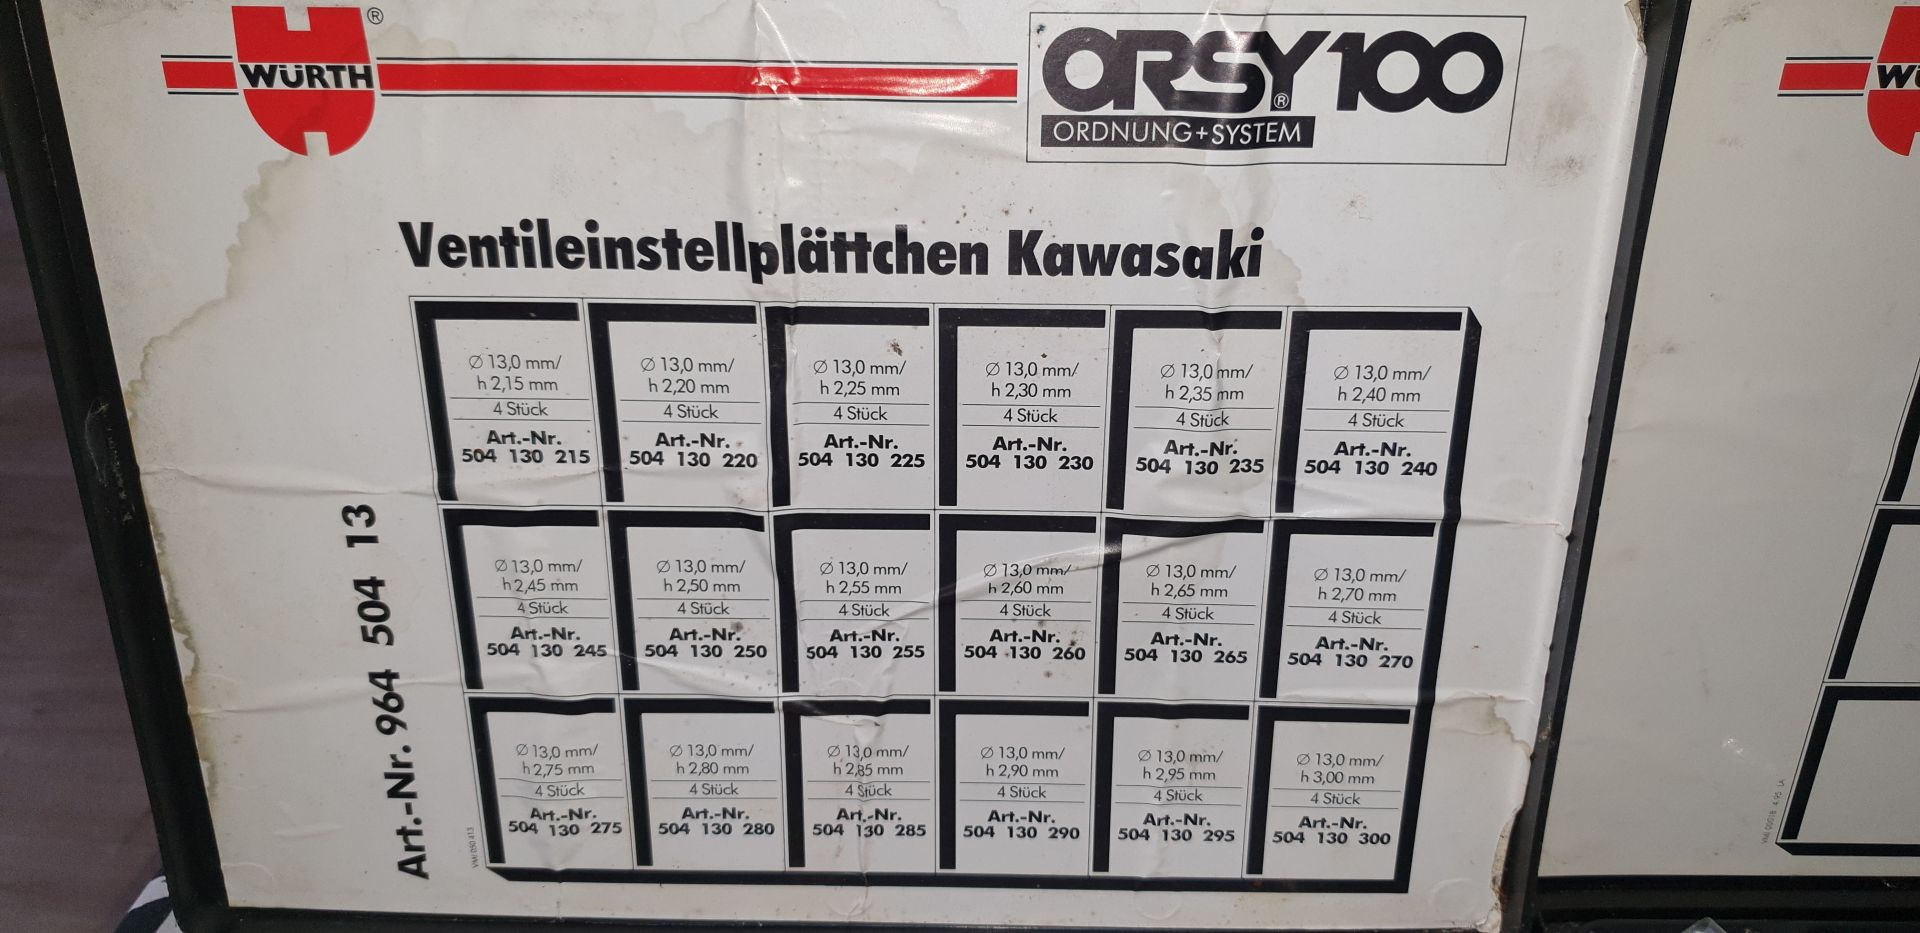 WÜRTH ®
ORSY® 100
ORDNUNG+SYSTEM
Ventileinstellplättchen Kawasaki
Ø 13,0 mm/
h 2,15 mm
4 Stück
Art.-Nr.
504 130 215
Ø 13,0 mm/
h 2,20 mm
4 Stück
Art.-Nr.
504 130 220
Ø 13,0 mm/
h 2,25 mm
4 Stück
Art.-Nr.
504 130 225
Ø 13,0 mm/
h 2,30 mm
4 Stück
Art.-Nr.
504 130 230
Ø 13,0 mm/
h 2,35 mm
4 Stück
Art.-Nr.
504 130 235
Ø 13,0 mm/
h 2,40 mm
4 Stück
Art.-Nr.
504 130 240
Ø 13,0 mm/
h 2,45 mm
4 Stück
Art.-Nr.
504 130 245
Ø 13,0 mm/
h 2,50 mm
4 Stück
Art.-Nr.
504 130 250
Ø 13,0 mm/
h 2,55 mm
4 Stück
Art.-Nr.
504 130 255
Ø 13,0 mm/
h 2,60 mm
4 Stück
Art.-Nr.
504 130 260
Ø 13,0 mm/
h 2,65 mm
4 Stück
Art.-Nr.
504 130 265
Ø 13,0 mm/
h 2,70 mm
4 Stück
Art.-Nr.
504 130 270
Ø 13,0 mm/
h 2,75 mm
4 Stück
Art.-Nr.
504 130 275
Ø 13,0 mm/
h 2,80 mm
4 Stück
Art.-Nr.
504 130 280
Ø 13,0 mm/
h 2,85 mm
4 Stück
Art.-Nr.
504 130 285
Ø 13,0 mm/
h 2,90 mm
4 Stück
Art.-Nr.
504 130 290
Ø 13,0 mm/
h 2,95 mm
4 Stück
Art.-Nr.
504 130 295
Ø 13,0 mm/
h 3,00 mm
4 Stück
Art.-Nr.
504 130 300
Art.-Nr. 964 504 13
VMI 050 413